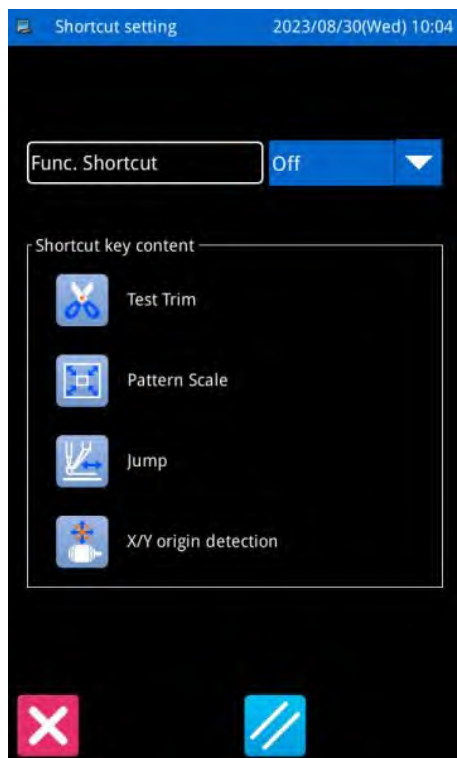 Shortcut setting 2023/08/30(Wed) 10:04
Func. Shortcut Off
Shortcut key content
Test Trim
Pattern Scale
Jump
X/Y origin detection